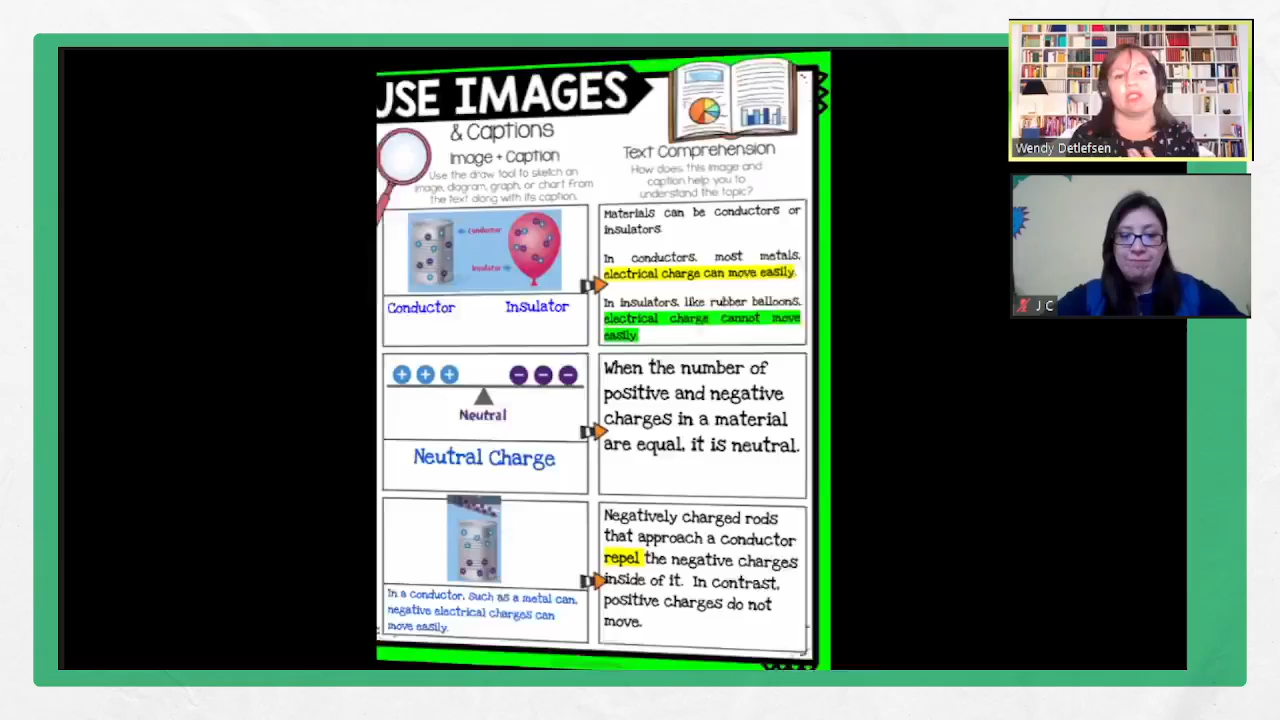 USE IMAGES
& Captions
Image + Caption
Use the draw tool to sketch an
image, diagram, graph, or chart from
the text along with its caption.
Text Comprehension
How does this image and
caption help you to
understand the topic?
Conductor
Insulator
Conductor Insulator
Materials can be conductors or
insulators.
In conductors, most metals,
electrical charge can move easily.
In insulators, like rubber balloons,
electrical charge cannot move
easily.
Neutral
Neutral Charge
When the number of
positive and negative
charges in a material
are equal, it is neutral.
In a conductor, such as a metal can,
negative electrical charges can
move easily.
Negatively charged rods
that approach a conductor
repel the negative charges
inside of it. In contrast,
positive charges do not
move.
Wendy Detlefsen
J C